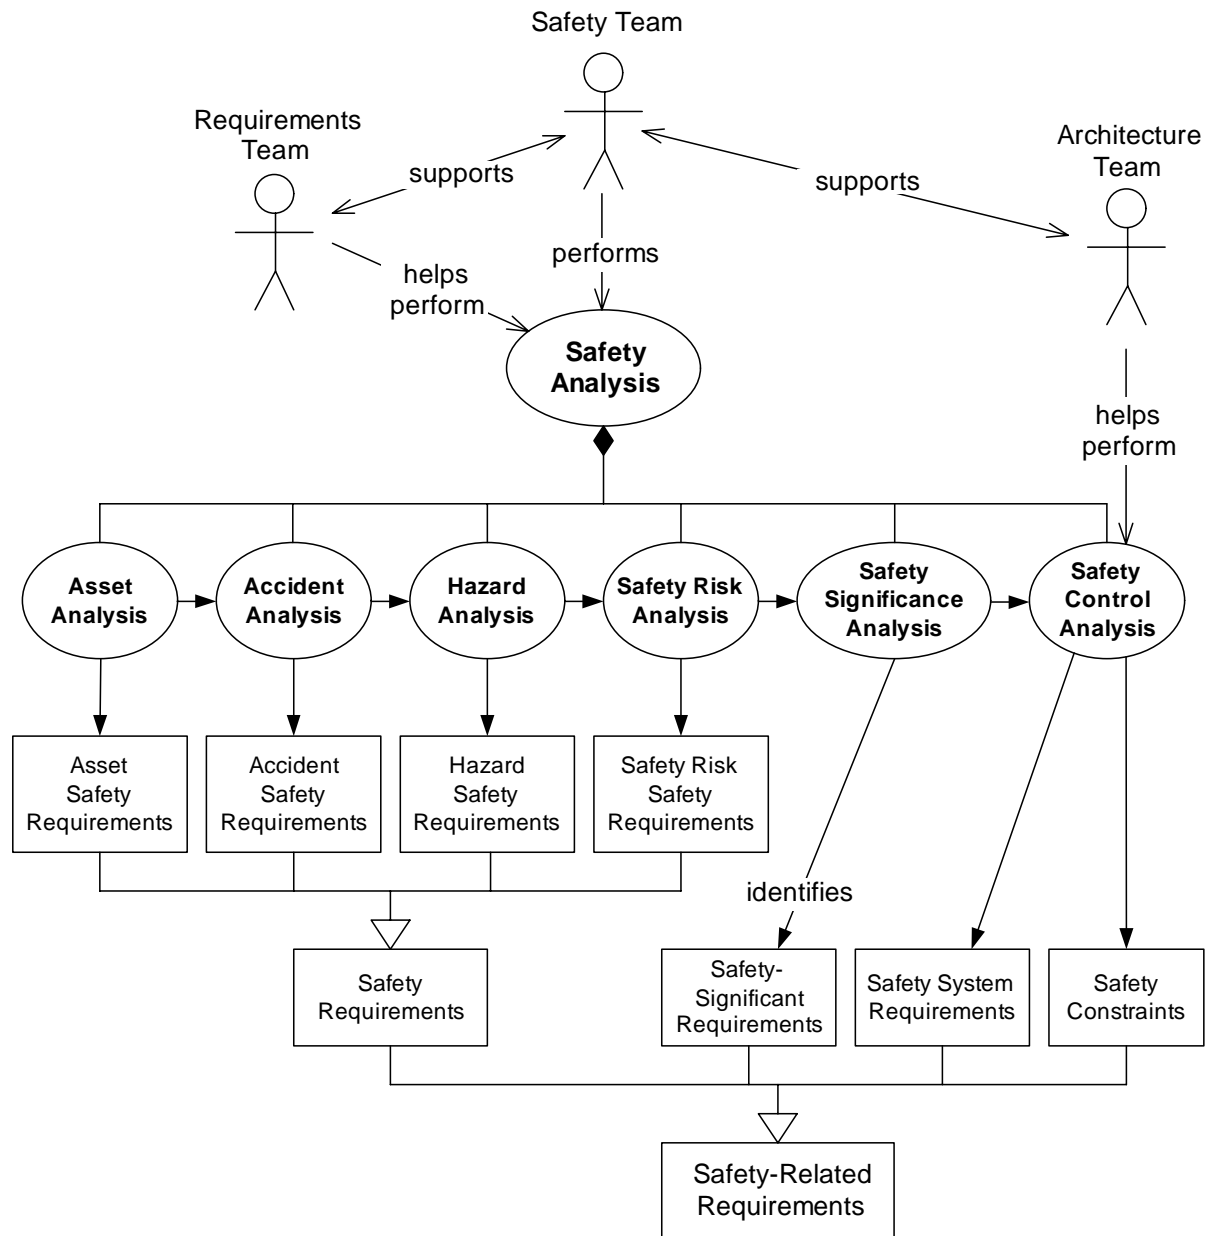 Safety Team
Requirements
Team
Architecture
Team
supports
supports
performs
helps
perform
Safety
Analysis
helps
perform
Asset
Analysis
Accident
Analysis
Hazard
Analysis
Safety Risk
Analysis
Safety
Significance
Analysis
Safety
Control
Analysis
Asset
Safety
Requirements
Accident
Safety
Requirements
Hazard
Safety
Requirements
Safety Risk
Safety
Requirements
identifies
Safety
Requirements
Safety-
Significant
Requirements
Safety System
Requirements
Safety
Constraints
Safety-Related
Requirements